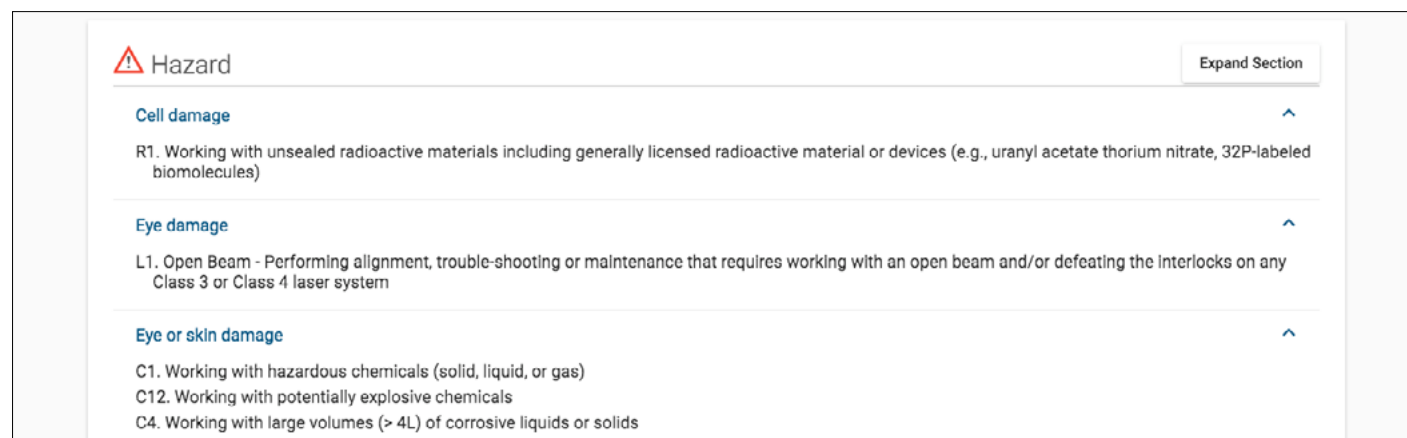 Hazard
Expand Section
Cell damage
R1. Working with unsealed radioactive materials including generally licensed radioactive material or devices (e.g., uranyl acetate thorium nitrate, 32P-labeled
biomolecules)
Eye damage
L1. Open Beam - Performing alignment, trouble-shooting or maintenance that requires working with an open beam and/or defeating the interlocks on any
Class 3 or Class 4 laser system
Eye or skin damage
C1. Working with hazardous chemicals (solid, liquid, or gas)
C12. Working with potentially explosive chemicals
C4. Working with large volumes (> 4L) of corrosive liquids or solids